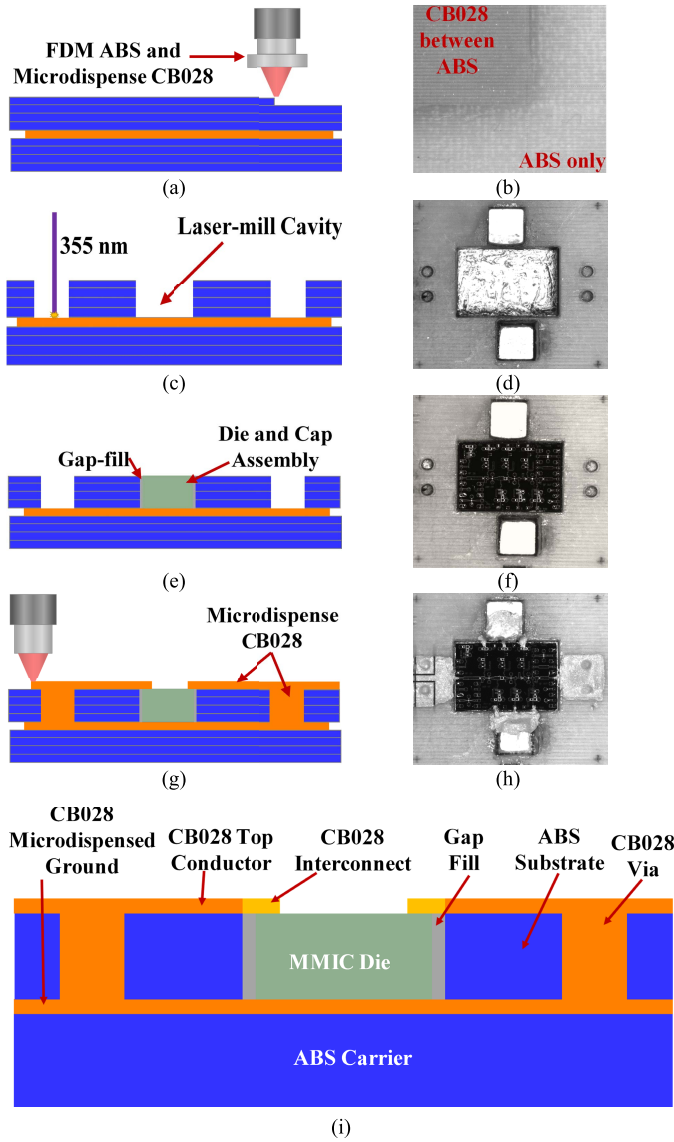 FDM ABS and
Microdispense CB028
CB028
between
ABS
ABS only
(a)
(b)
355 nm
Laser-mill Cavity
(c)
(d)
Gap-fill
Die and Cap
Assembly
(e)
(f)
Microdispense
CB028
(g)
(h)
CB028
Microdispensed
Ground
CB028 Top
Conductor
CB028
Interconnect
Gap
Fill
ABS
Substrate
CB028
Via
MMIC Die
ABS Carrier
(i)